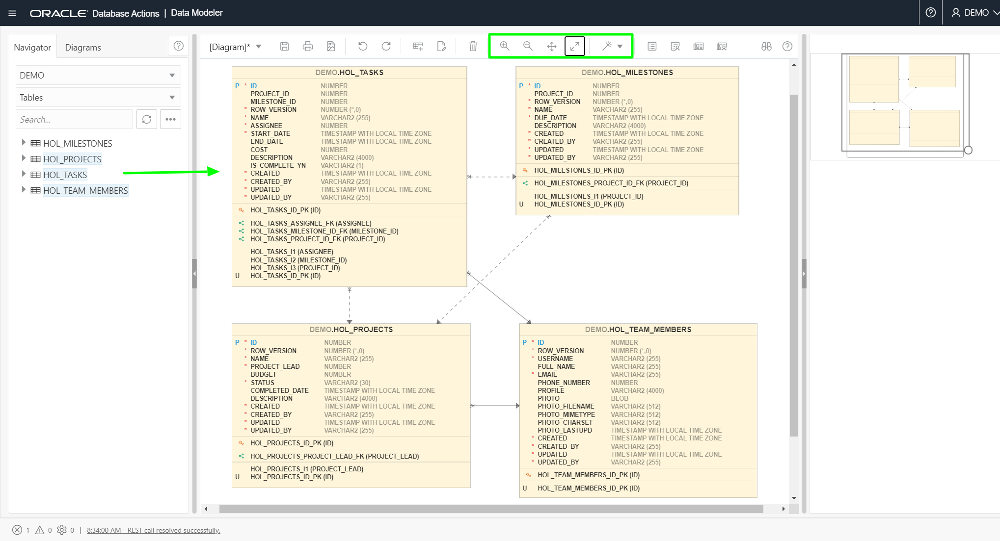 ORACLE Database Actions | Data Modeler
DEMO
Navigator
Diagrams
DEMO
Tables
Search...
HOL_MILESTONES
HOL_PROJECTS
HOL_TASKS
HOL_TEAM_MEMBERS
[Diagram]*
DEMO.HOL_TASKS
P * ID NUMBER
PROJECT_ID NUMBER
MILESTONE_ID NUMBER
* ROW_VERSION NUMBER (*,0)
* NAME VARCHAR2 (255)
* ASSIGNEE NUMBER
* START_DATE TIMESTAMP WITH LOCAL TIME ZONE
END_DATE TIMESTAMP WITH LOCAL TIME ZONE
COST NUMBER
DESCRIPTION VARCHAR2 (4000)
IS_COMPLETE_YN VARCHAR2 (1)
* CREATED TIMESTAMP WITH LOCAL TIME ZONE
* CREATED_BY VARCHAR2 (255)
* UPDATED TIMESTAMP WITH LOCAL TIME ZONE
* UPDATED_BY VARCHAR2 (255)
HOL_TASKS_ID_PK (ID)
HOL_TASKS_ASSIGNEE_FK (ASSIGNEE)
HOL_TASKS_MILESTONE_ID_FK (MILESTONE_ID)
HOL_TASKS_PROJECT_ID_FK (PROJECT_ID)
HOL_TASKS_I1 (ASSIGNEE)
HOL_TASKS_I2 (MILESTONE_ID)
HOL_TASKS_I3 (PROJECT_ID)
U HOL_TASKS_ID_PK (ID)
DEMO.HOL_MILESTONES
P * ID NUMBER
PROJECT_ID NUMBER
* ROW_VERSION NUMBER (*,0)
* NAME VARCHAR2 (255)
* DUE_DATE TIMESTAMP WITH LOCAL TIME ZONE
DESCRIPTION VARCHAR2 (4000)
* CREATED TIMESTAMP WITH LOCAL TIME ZONE
* CREATED_BY VARCHAR2 (255)
* UPDATED TIMESTAMP WITH LOCAL TIME ZONE
* UPDATED_BY VARCHAR2 (255)
HOL_MILESTONES_ID_PK (ID)
HOL_MILESTONES_PROJECT_ID_FK (PROJECT_ID)
HOL_MILESTONES_I1 (PROJECT_ID)
U HOL_MILESTONES_ID_PK (ID)
DEMO.HOL_PROJECTS
P * ID NUMBER
* ROW_VERSION NUMBER (*,0)
* NAME VARCHAR2 (255)
* PROJECT_LEAD NUMBER
BUDGET NUMBER
* STATUS VARCHAR2 (30)
COMPLETED_DATE TIMESTAMP WITH LOCAL TIME ZONE
DESCRIPTION VARCHAR2 (4000)
* CREATED TIMESTAMP WITH LOCAL TIME ZONE
* CREATED_BY VARCHAR2 (255)
* UPDATED TIMESTAMP WITH LOCAL TIME ZONE
* UPDATED_BY VARCHAR2 (255)
HOL_PROJECTS_ID_PK (ID)
HOL_PROJECTS_PROJECT_LEAD_FK (PROJECT_LEAD)
HOL_PROJECTS_I1 (PROJECT_LEAD)
U HOL_PROJECTS_ID_PK (ID)
DEMO.HOL_TEAM_MEMBERS
P * ID NUMBER
* ROW_VERSION NUMBER (*,0)
* USERNAME VARCHAR2 (255)
FULL_NAME VARCHAR2 (255)
* EMAIL VARCHAR2 (255)
PHONE_NUMBER NUMBER
PROFILE VARCHAR2 (4000)
PHOTO BLOB
PHOTO_FILENAME VARCHAR2 (512)
PHOTO_MIMETYPE VARCHAR2 (512)
PHOTO_CHARSET VARCHAR2 (512)
PHOTO_LASTUPD TIMESTAMP WITH LOCAL TIME ZONE
* CREATED TIMESTAMP WITH LOCAL TIME ZONE
* CREATED_BY VARCHAR2 (255)
* UPDATED TIMESTAMP WITH LOCAL TIME ZONE
* UPDATED_BY VARCHAR2 (255)
HOL_TEAM_MEMBERS_ID_PK (ID)
U HOL_TEAM_MEMBERS_ID_PK (ID)
1 0 0 | 8:34:00 AM - REST call resolved successfully.